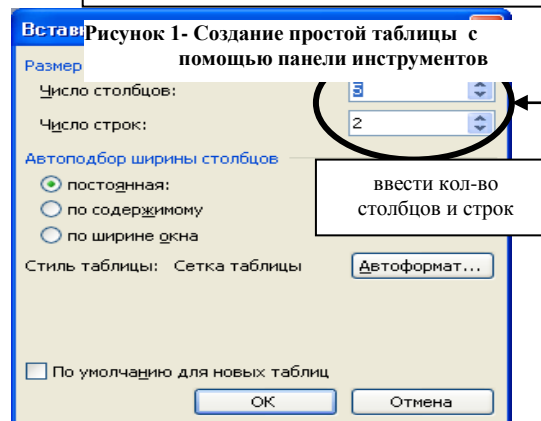 Встав
Рисунок 1- Создание простой таблицы с
помощью панели инструментов
Размер
Число столбцов: 5
Число строк: 2
Автоподбор ширины столбцов
постоянная:
по содержимому
по ширине окна
ввести кол-во
столбцов и строк
Стиль таблицы: Сетка таблицы Автоформат...
По умолчанию для новых таблиц
ОК Отмена